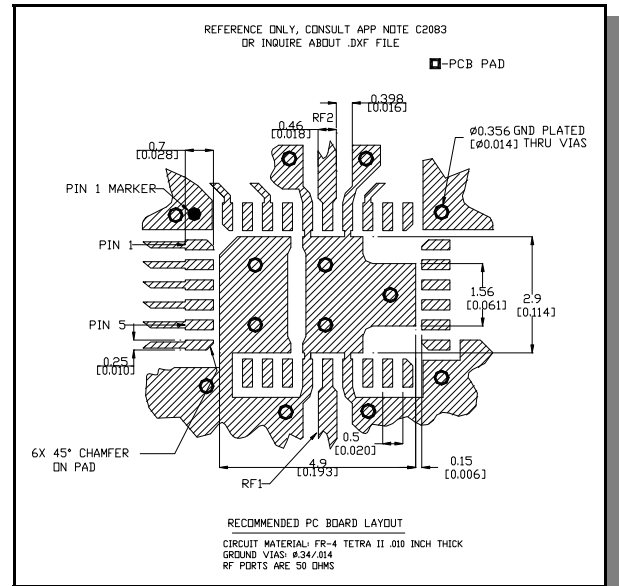 REFERENCE ONLY, CONSULT APP NOTE C2083
OR INQUIRE ABOUT .DXF FILE
-PCB PAD
0.398
[0.016]
RF2
0.46
[0.018]
0.7
[0.028]
Ø0.356 GND PLATED
[Ø0.014] THRU VIAS
PIN 1 MARKER
PIN 1
1.56
[0.061]
2.9
[0.114]
PIN 5
0.25
[0.010]
6X 45° CHAMFER
ON PAD
0.5
[0.020]
4.9
[0.193]
0.15
[0.006]
RF1
RECOMMENDED PC BOARD LAYOUT
CIRCUIT MATERIAL: FR-4 TETRA II .010 INCH THICK
GROUND VIAS: Ø.34/.014
RF PORTS ARE 50 OHMS